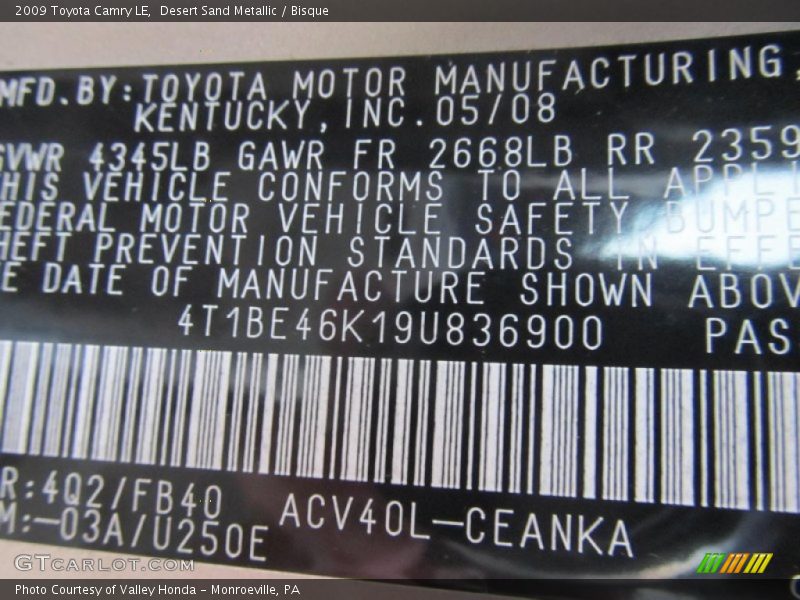 2009 Toyota Camry LE,  Desert Sand Metallic / Bisque
MFD.BY:TOYOTA MOTOR MANUFACTURING,
KENTUCKY, INC. 05/08
GVWR 4345LB GAWR FR 2668LB RR 2359
HIS VEHICLE CONFORMS TO ALL APPLI
EDERAL MOTOR VEHICLE SAFETY BUMPE
HEFT PREVENTION STANDARDS IN EFFE
E DATE OF MANUFACTURE SHOWN ABOV
4T1BE46K19U836900 PAS
R:4Q2/FB40 ACV40L-CEANKA
M:-03A/U250E
GTCARLOT.COM
Photo Courtesy of Valley Honda - Monroeville, PA